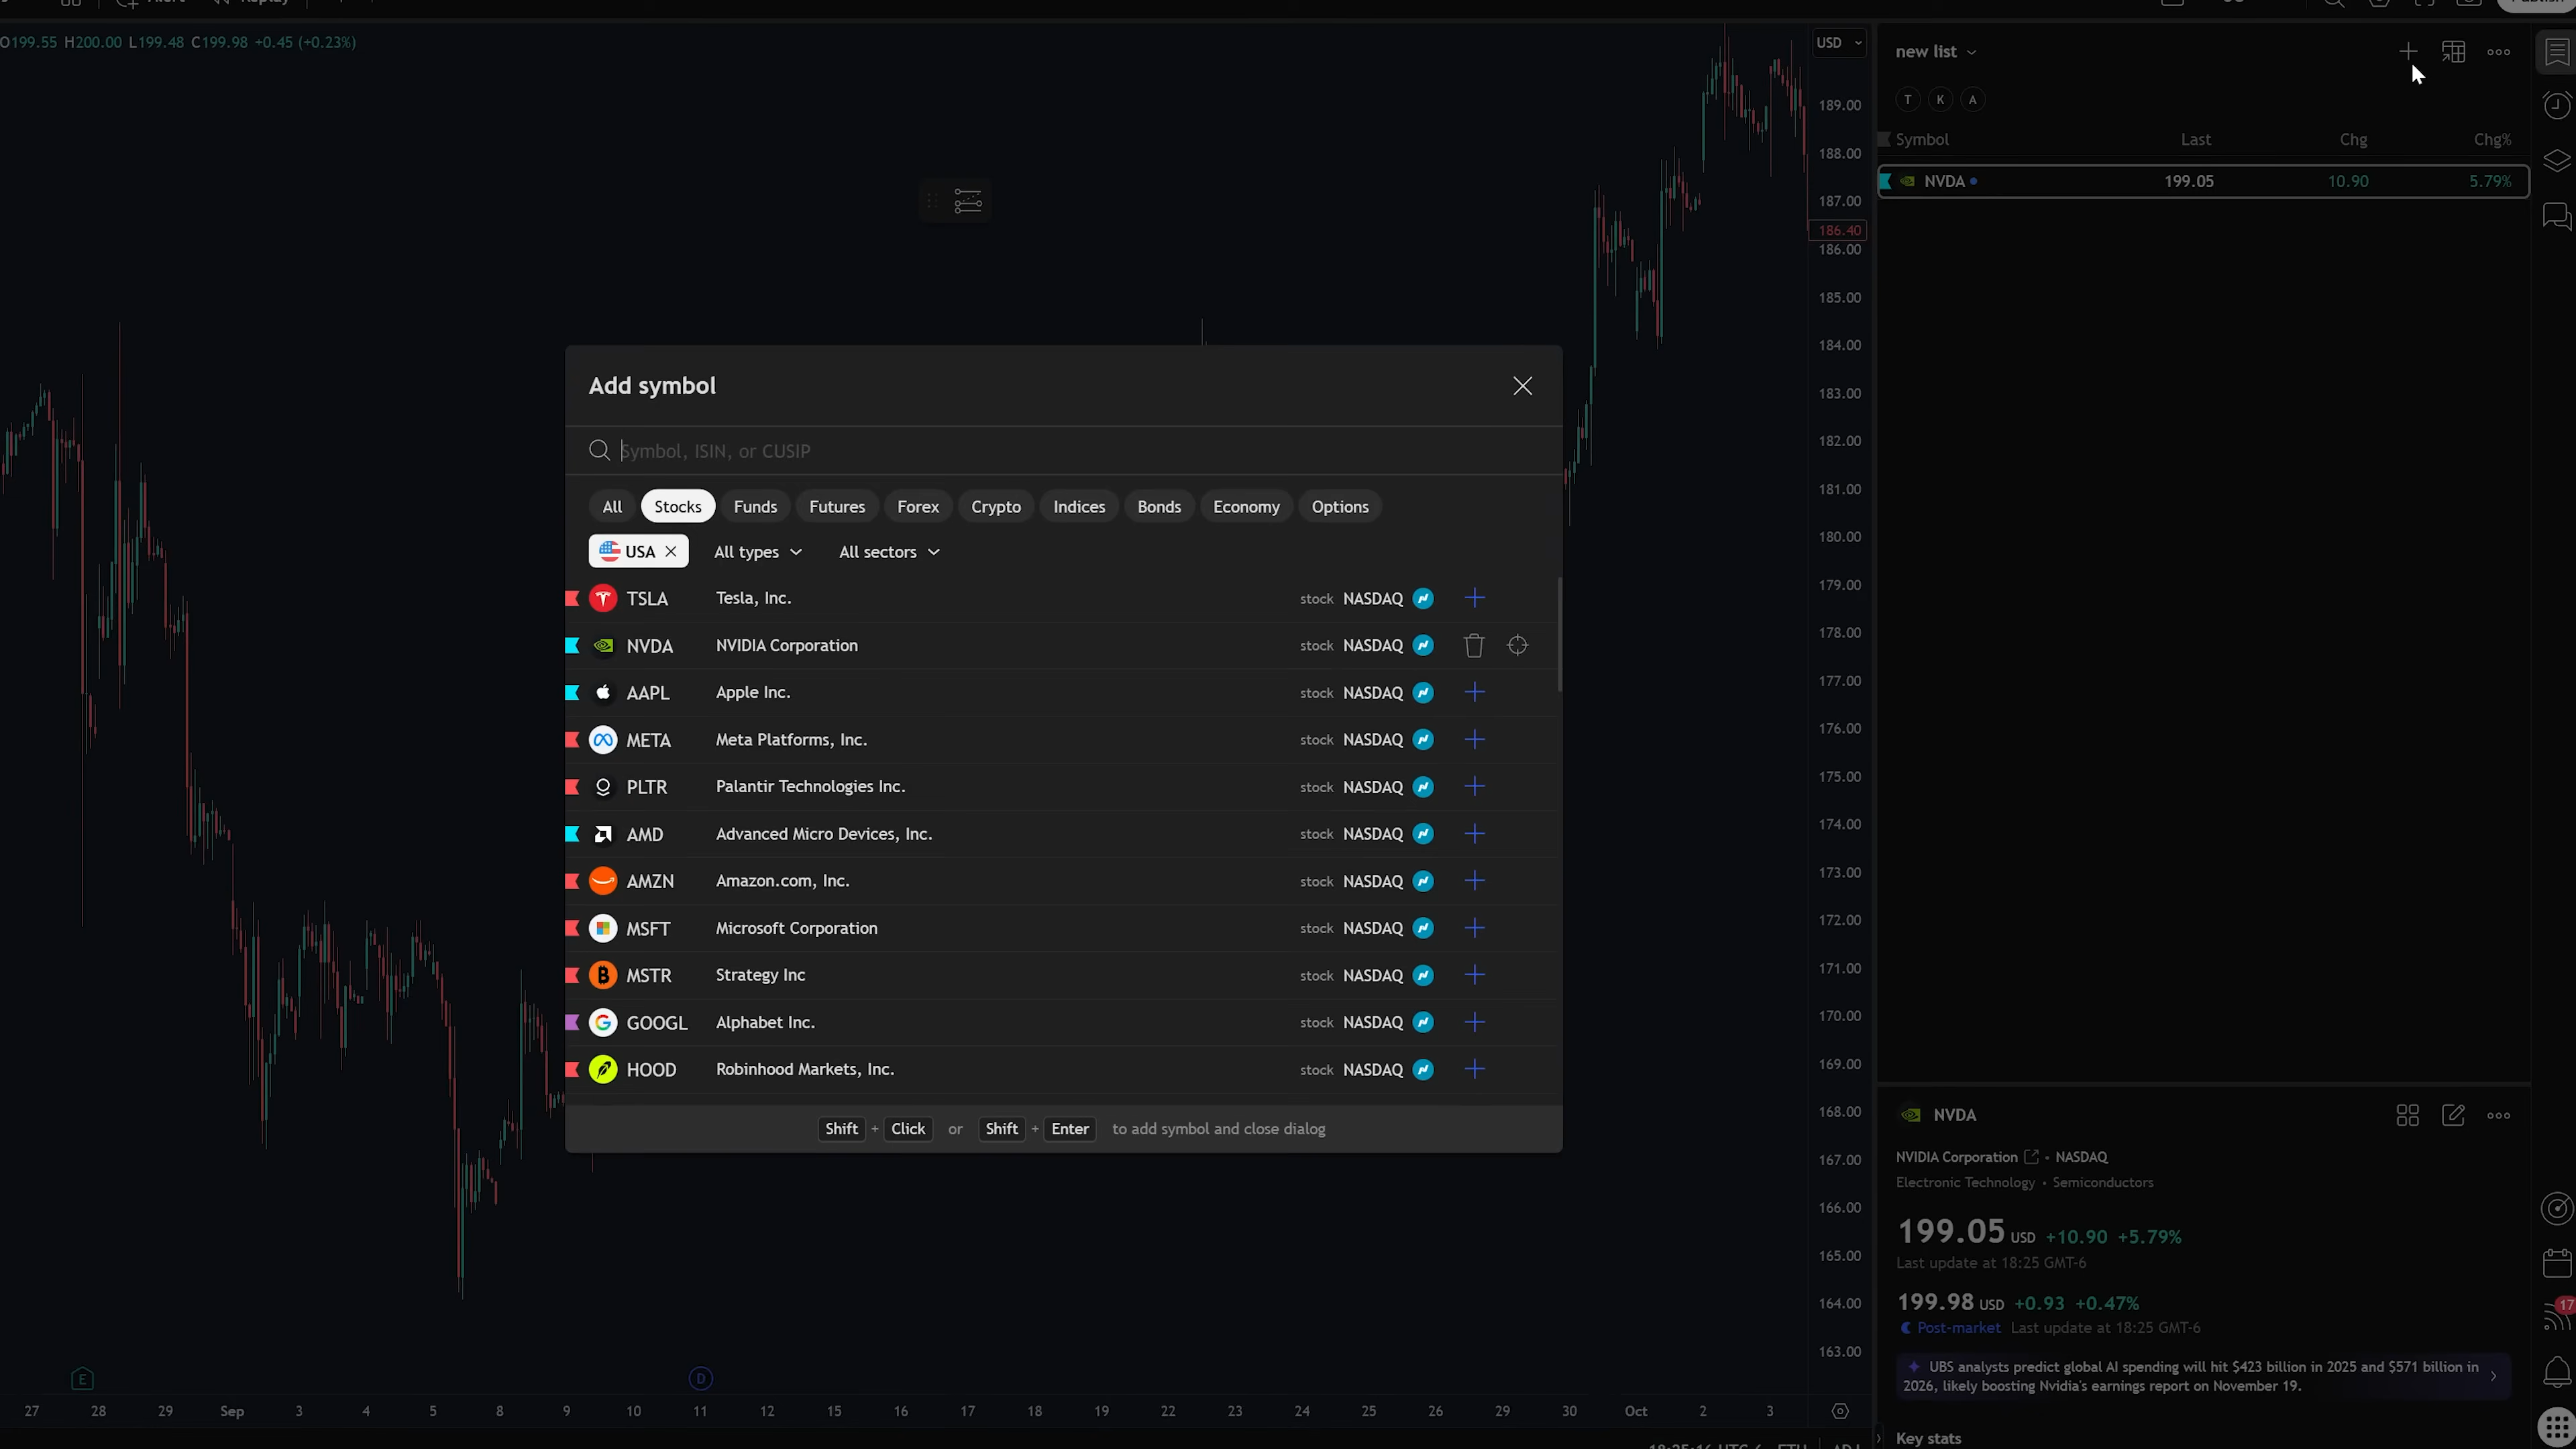 O199.55 H200.00 L199.48 C199.98 +0.45 (+0.23%)
USD
189.00
188.00
187.00
186.40
186.00
185.00
184.00
183.00
182.00
181.00
180.00
179.00
178.00
177.00
176.00
175.00
174.00
173.00
172.00
171.00
170.00
169.00
168.00
167.00
166.00
165.00
164.00
163.00
Add symbol
Symbol, ISIN, or CUSIP
All Stocks Funds Futures Forex Crypto Indices Bonds Economy Options
USA All types All sectors
TSLA Tesla, Inc. stock NASDAQ
NVDA NVIDIA Corporation stock NASDAQ
AAPL Apple Inc. stock NASDAQ
META Meta Platforms, Inc. stock NASDAQ
PLTR Palantir Technologies Inc. stock NASDAQ
AMD Advanced Micro Devices, Inc. stock NASDAQ
AMZN Amazon.com, Inc. stock NASDAQ
MSFT Microsoft Corporation stock NASDAQ
MSTR Strategy Inc stock NASDAQ
GOOGL Alphabet Inc. stock NASDAQ
HOOD Robinhood Markets, Inc. stock NASDAQ
Shift + Click or Shift + Enter to add symbol and close dialog
E
D
27 28 29 Sep 3 4 5 8 9 10 11 12 15 16 17 18 19 22 23 24 25 26 29 30 Oct 2 3
new list
T K A
Symbol Last Chg Chg%
NVDA 199.05 10.90 5.79%
NVDA
NVIDIA Corporation • NASDAQ
Electronic Technology • Semiconductors
199.05 USD +10.90 +5.79%
Last update at 18:25 GMT-6
199.98 USD +0.93 +0.47%
Post-market Last update at 18:25 GMT-6
UBS analysts predict global AI spending will hit $423 billion in 2025 and $571 billion in
2026, likely boosting Nvidia's earnings report on November 19.
Key stats
17